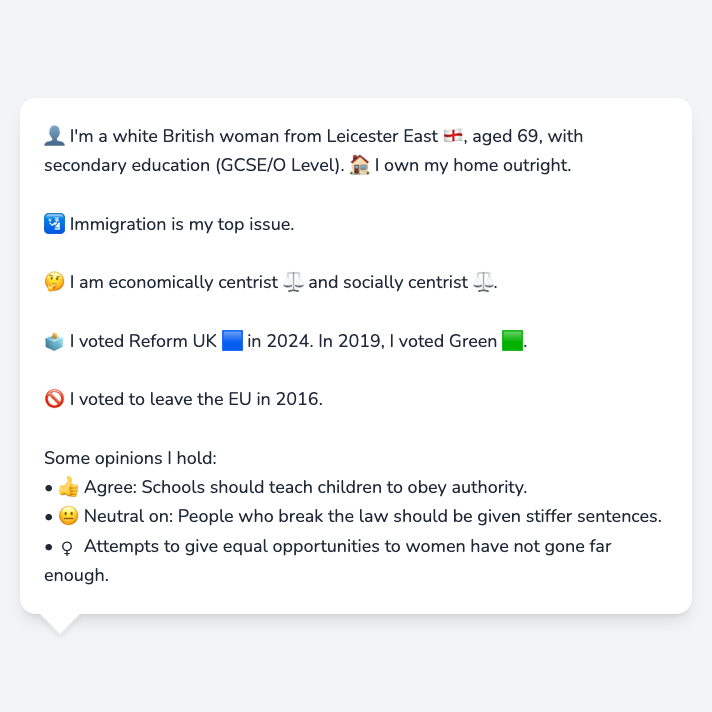 👤 I'm a white British woman from Leicester East 🏴󠁧󠁢󠁥󠁮󠁧󠁿, aged 69, with
secondary education (GCSE/O Level). 🏠 I own my home outright.
🛂 Immigration is my top issue.
🤔 I am economically centrist ⚖️ and socially centrist ⚖️.
🗳️ I voted Reform UK 🟦 in 2024. In 2019, I voted Green 🟩.
🚫 I voted to leave the EU in 2016.
Some opinions I hold:
• 👍 Agree: Schools should teach children to obey authority.
• 😐 Neutral on: People who break the law should be given stiffer sentences.
• ♀ Attempts to give equal opportunities to women have not gone far
enough.